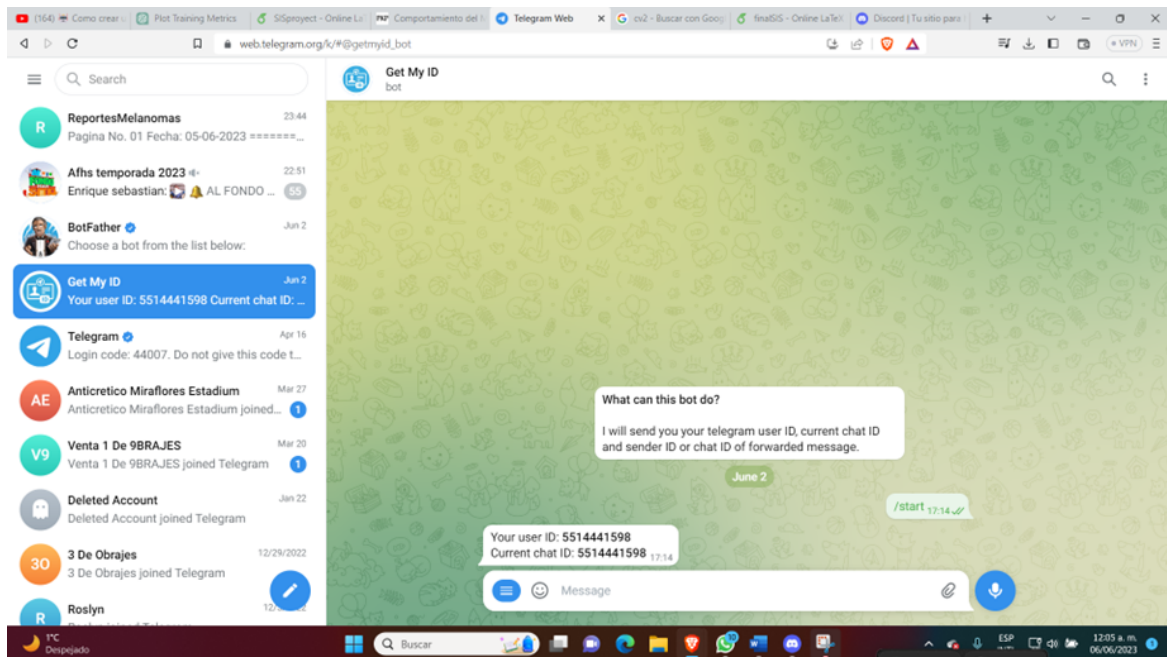 (164) Como crear u
Plot Training Metrics
SiSproyect - Online La
Comportamiento del
Telegram Web
cv2 - Buscar con Goog
finalSIS - Online LaTeX
Discord | Tu sitio para
web.telegram.org/k/#@getmyid_bot
VPN
Search
ReportesMelanomas 23:44
Pagina No. 01 Fecha: 05-06-2023 =======...
Afhs temporada 2023 22:51
Enrique sebastian: AL FONDO ... 55
BotFather Jun 2
Choose a bot from the list below:
Get My ID Jun 2
Your user ID: 5514441598 Current chat ID: ...
Telegram Apr 16
Login code: 44007. Do not give this code t...
AE
Anticretico Miraflores Estadium Mar 27
Anticretico Miraflores Estadium joined... 1
V9
Venta 1 De 9BRAJES Mar 20
Venta 1 De 9BRAJES joined Telegram 1
Deleted Account Jan 22
Deleted Account joined Telegram
3O
3 De Obrajes 12/29/2022
3 De Obrajes joined Telegram
R
Roslyn
Get My ID
bot
What can this bot do?
I will send you your telegram user ID, current chat ID
and sender ID or chat ID of forwarded message.
June 2
/start 17:14
Your user ID: 5514441598
Current chat ID: 5514441598 17:14
Message
1°C
Despejado
Buscar
ESP
12:05 a. m.
06/06/2023